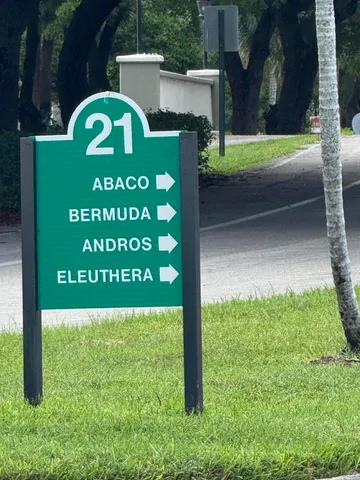 21
ABACO
BERMUDA
ANDROS
ELEUTHERA